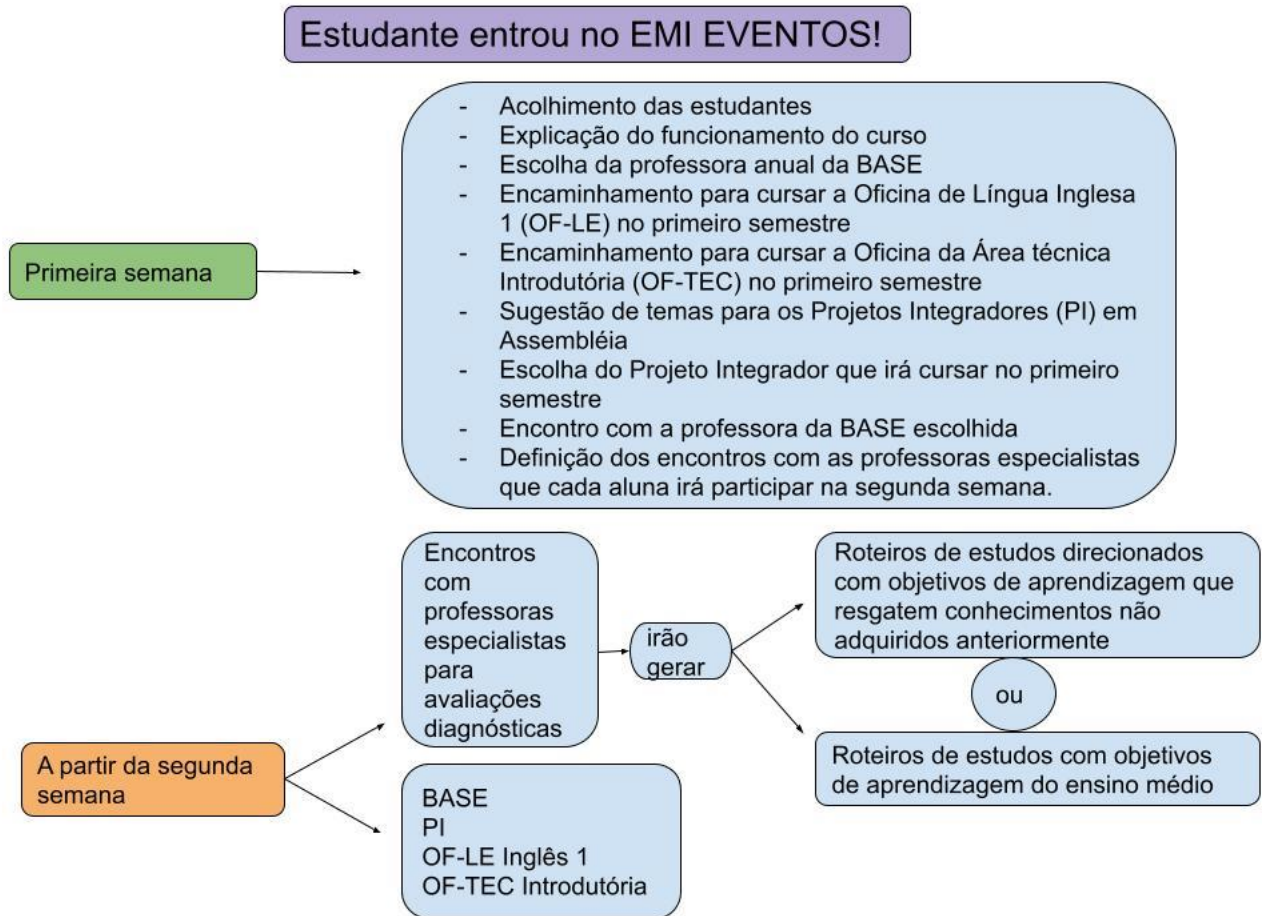 Estudante entrou no EMI EVENTOS!
Primeira semana
- Acolhimento das estudantes
- Explicação do funcionamento do curso
- Escolha da professora anual da BASE
- Encaminhamento para cursar a Oficina de Língua Inglesa
1 (OF-LE) no primeiro semestre
- Encaminhamento para cursar a Oficina da Área técnica
Introdutória (OF-TEC) no primeiro semestre
- Sugestão de temas para os Projetos Integradores (PI) em
Assembléia
- Escolha do Projeto Integrador que irá cursar no primeiro
semestre
- Encontro com a professora da BASE escolhida
- Definição dos encontros com as professoras especialistas
que cada aluna irá participar na segunda semana.
A partir da segunda
semana
Encontros
com
professoras
especialistas
para
avaliações
diagnósticas
irão
gerar
Roteiros de estudos direcionados
com objetivos de aprendizagem que
resgatem conhecimentos não
adquiridos anteriormente
ou
Roteiros de estudos com objetivos
de aprendizagem do ensino médio
BASE
PI
OF-LE Inglês 1
OF-TEC Introdutória